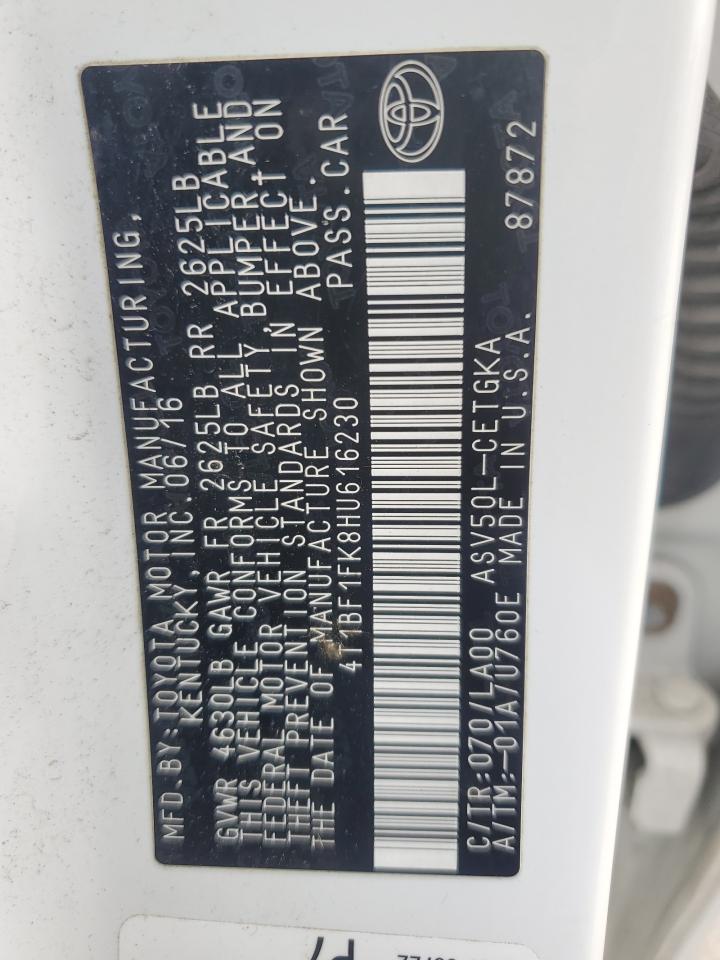 MFD.BY:TOYOTA MOTOR MANUFACTURING,
KENTUCKY, INC.06/16
GVWR 4630LB GAWR FR 2625LB RR 2625LB
THIS VEHICLE CONFORMS TO ALL APPLICABLE
FEDERAL MOTOR VEHICLE SAFETY, BUMPER, AND
THEFT PREVENTION STANDARDS IN EFFECT ON
THE DATE OF MANUFACTURE SHOWN ABOVE.
4T1BF1FK8HU616230 PASS.CAR
C/TR:070/LA00 ASV50L-CETGKA
A/TM:-01A/U760E MADE IN U.S.A. 87872